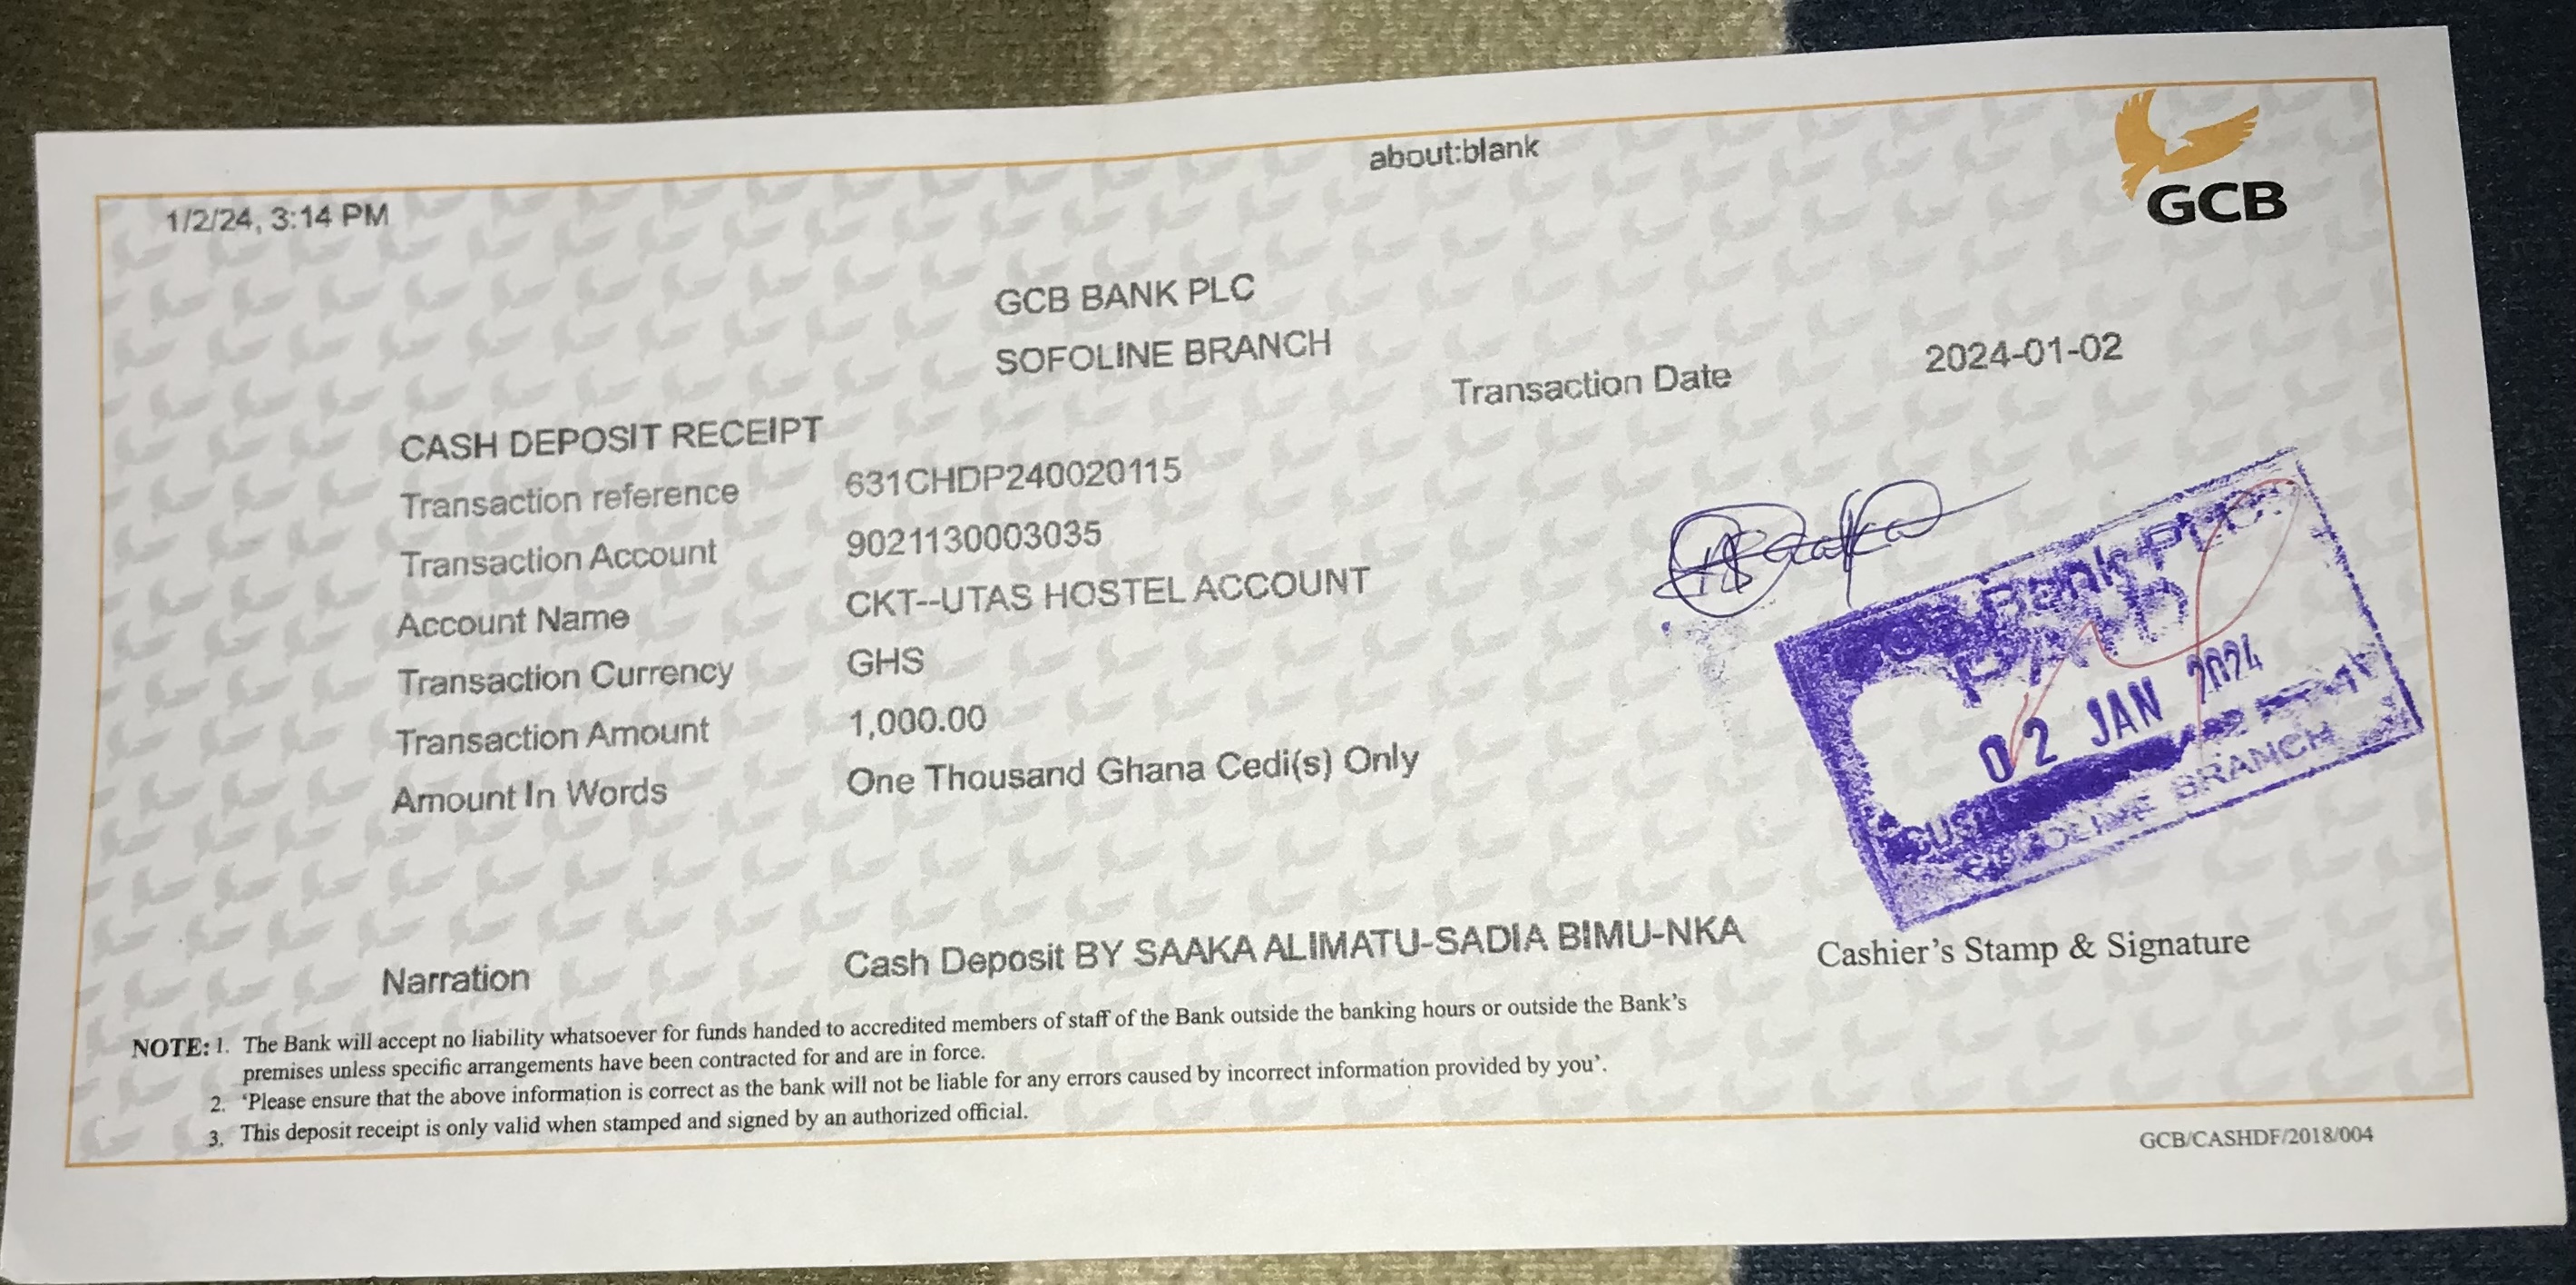 about:blank
1/2/24, 3:14 PM
GCB
GCB BANK PLC
SOFOLINE BRANCH
Transaction Date 2024-01-02
CASH DEPOSIT RECEIPT
Transaction reference 631CHDP240020115
Transaction Account 9021130003035
Account Name CKT--UTAS HOSTEL ACCOUNT
Transaction Currency GHS
Transaction Amount 1,000.00
Amount In Words One Thousand Ghana Cedi(s) Only
Bank PLC
PAID
02 JAN 2024
SOFOLINE BRANCH
Narration Cash Deposit BY SAAKA ALIMATU-SADIA BIMU-NKA
Cashier's Stamp & Signature
NOTE: 1. The Bank will accept no liability whatsoever for funds handed to accredited members of staff of the Bank outside the banking hours or outside the Bank's
premises unless specific arrangements have been contracted for and are in force.
2. 'Please ensure that the above information is correct as the bank will not be liable for any errors caused by incorrect information provided by you'.
3. This deposit receipt is only valid when stamped and signed by an authorized official.
GCB/CASHDF/2018/004